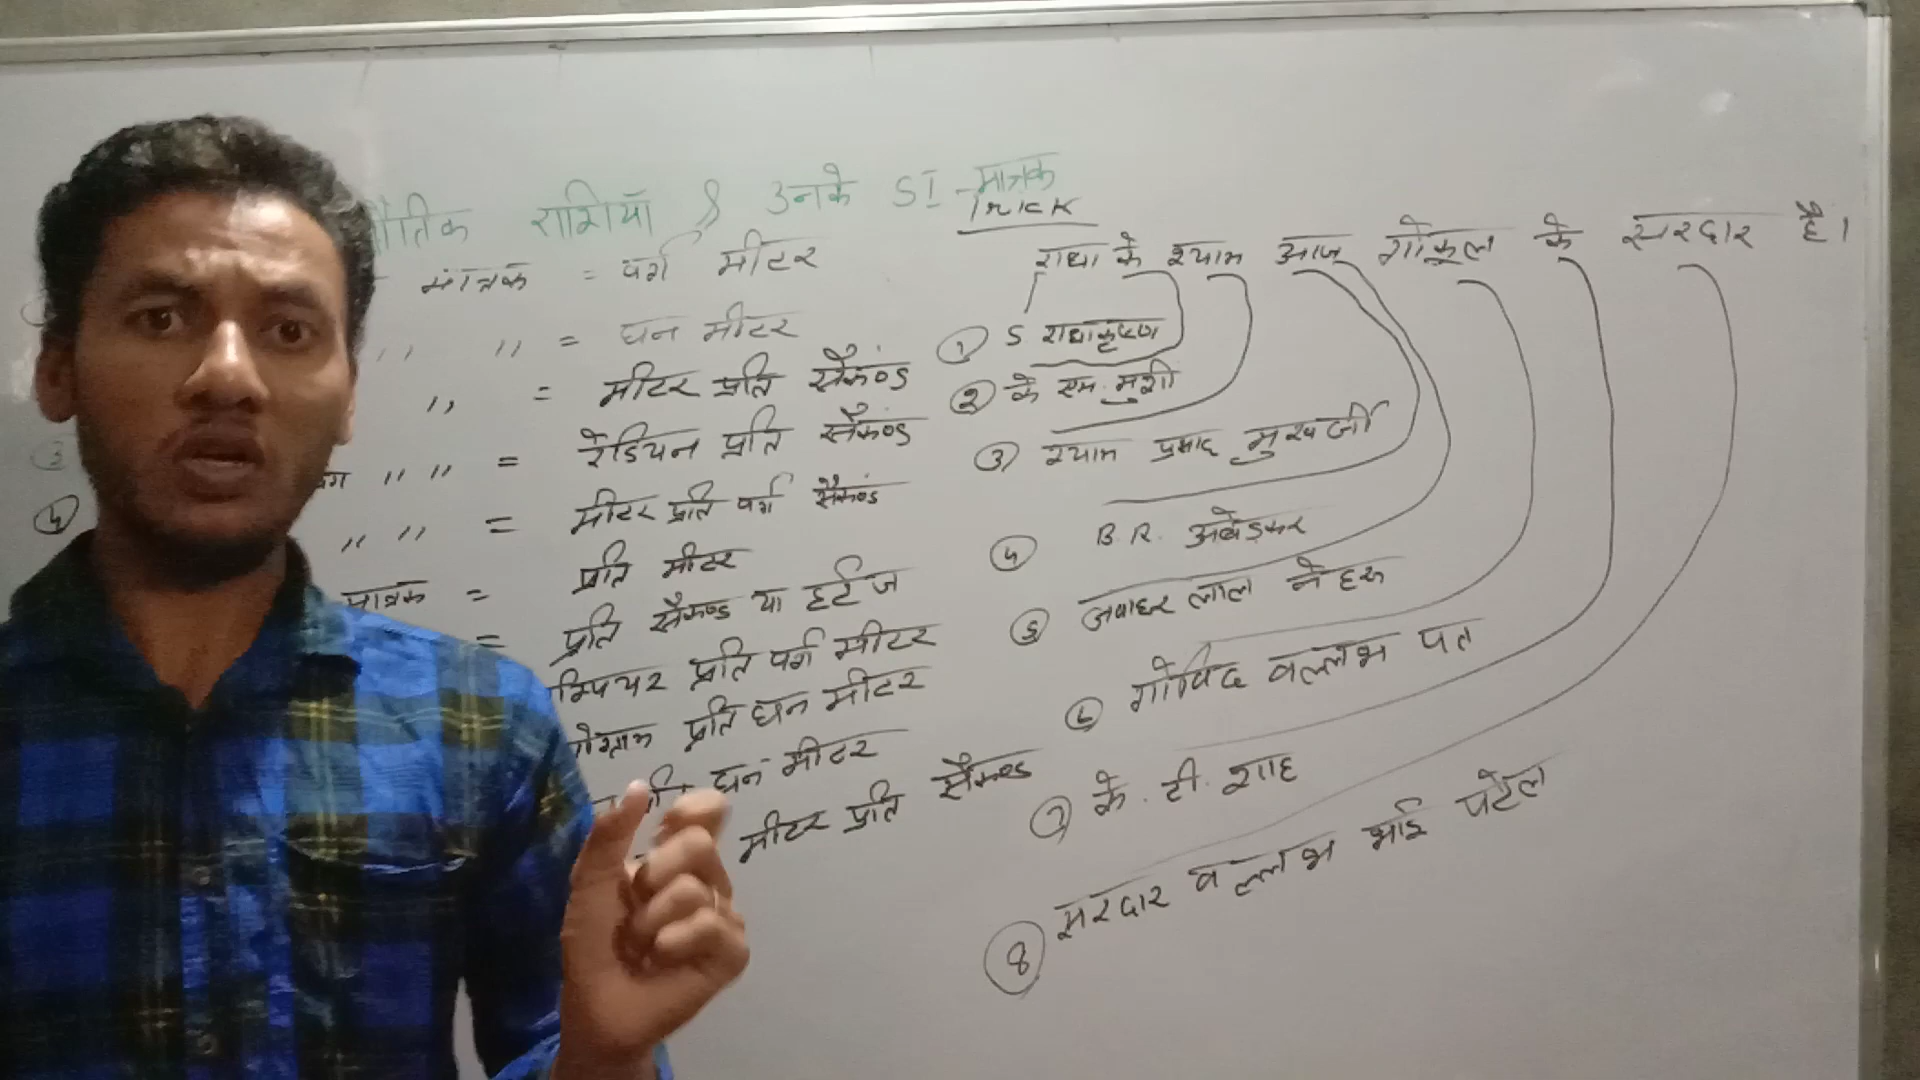 भौतिक राशियाँ & उनके SI मात्रक
मात्रक = वर्ग मीटर
,, ,, = घन मीटर
,, = मीटर प्रति सैकण्ड
,, ,, = रेडियन प्रति सैकण्ड
,, ,, = मीटर प्रति वर्ग सैकण्ड
मात्रक = प्रति मीटर
= प्रति सैकण्ड या हर्टज
म्पियर प्रति वर्ग मीटर
प्रति घन मीटर
घन मीटर
मीटर प्रति सैकण्ड
Trick
राधा के श्याम आज गोकूल के सरदार है।
① S राधाकृष्ण
② के एम. मुशी
③ श्याम प्रसाद मुखर्जी
④ B.R. अंबेडकर
⑤ जवाहर लाल नेहरू
⑥ गोविंद वल्लभ पंत
⑦ के. टी. शाह
⑧ सरदार वल्लभ भाई पटेल